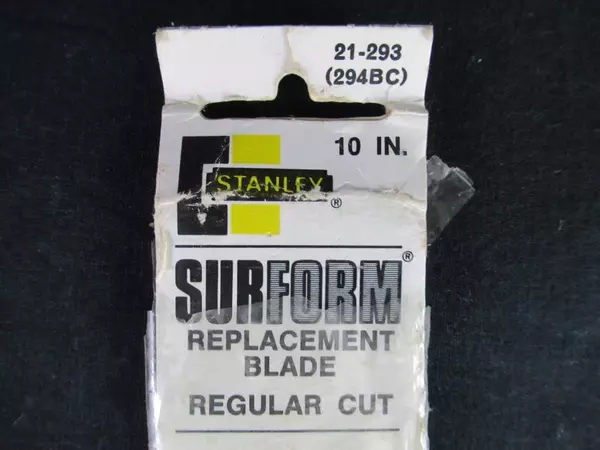 21-293
(294BC)
10 IN.
STANLEY
®
SURFORM®
REPLACEMENT
BLADE
REGULAR CUT